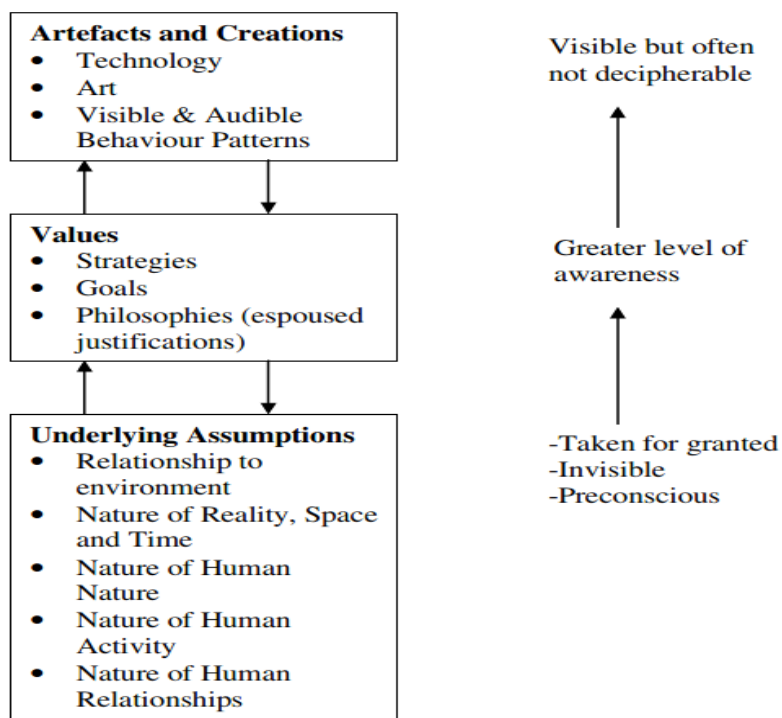 Artefacts and Creations
• Technology
• Art
• Visible & Audible
Behaviour Patterns
Visible but often
not decipherable
Values
• Strategies
• Goals
• Philosophies (espoused
justifications)
Greater level of
awareness
Underlying Assumptions
• Relationship to
environment
• Nature of Reality, Space
and Time
• Nature of Human
Nature
• Nature of Human
Activity
• Nature of Human
Relationships
-Taken for granted
-Invisible
-Preconscious